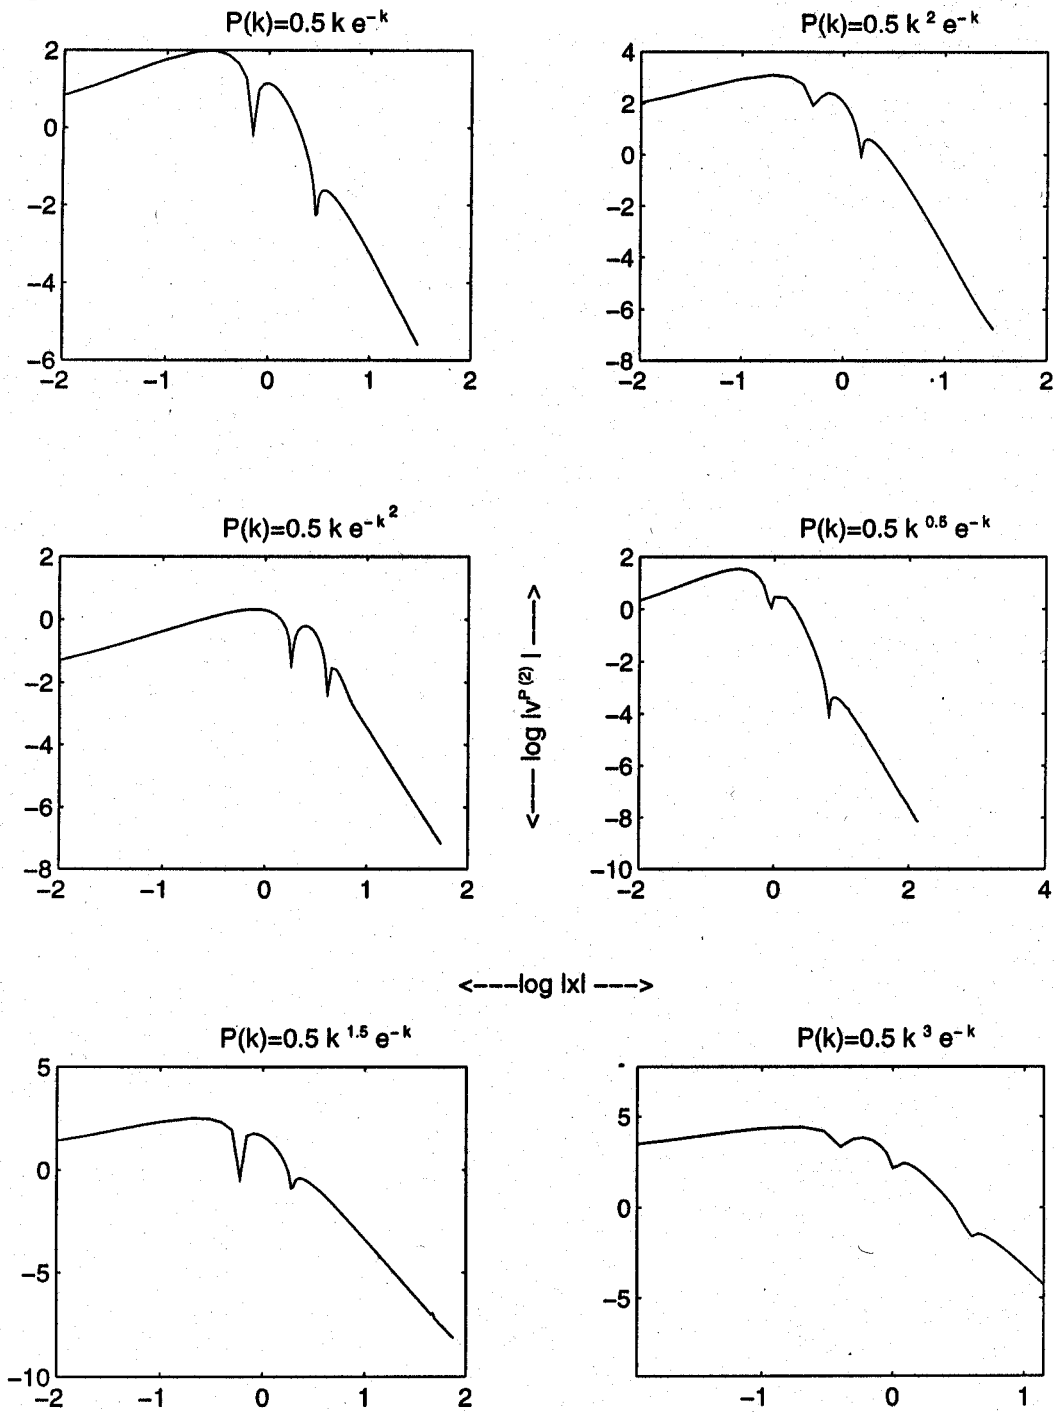 P(k)=0.5 k e^-k
P(k)=0.5 k^2 e^-k
2
0
−2
−4
−6
−2 −1 0 1 2
4
2
0
−2
−4
−6
−8
−2 −1 0 ·1 2
P(k)=0.5 k e^-k^2
P(k)=0.5 k^0.5 e^-k
2
0
−2
−4
−6
−8
−2 −1 0 1 2
<---- log |v^P(2)| ---->
2
0
−2
−4
−6
−8
−10
−2 0 2 4
<----log |x| ---->
P(k)=0.5 k^1.5 e^-k
P(k)=0.5 k^3 e^-k
5
0
−5
−10
−2 −1 0 1 2
5
0
−5
−1 0 1